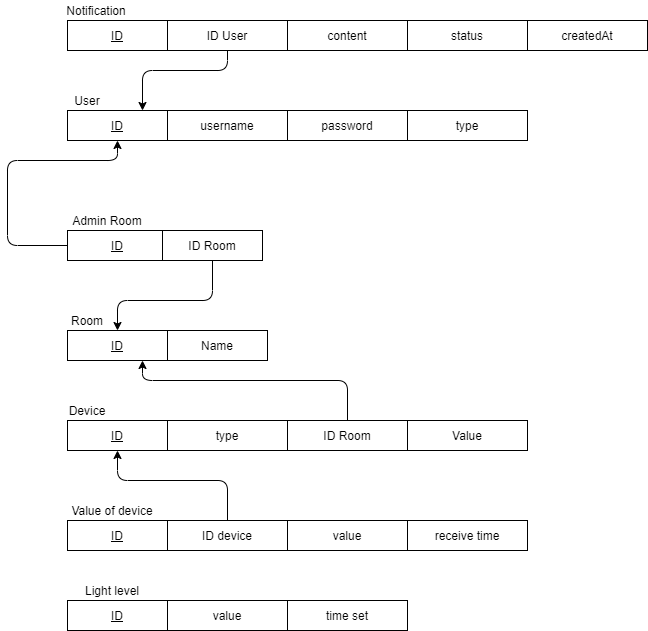 Notification
ID ID User content status createdAt
User
ID username password type
Admin Room
ID ID Room
Room
ID Name
Device
ID type ID Room Value
Value of device
ID ID device value receive time
Light level
ID value time set